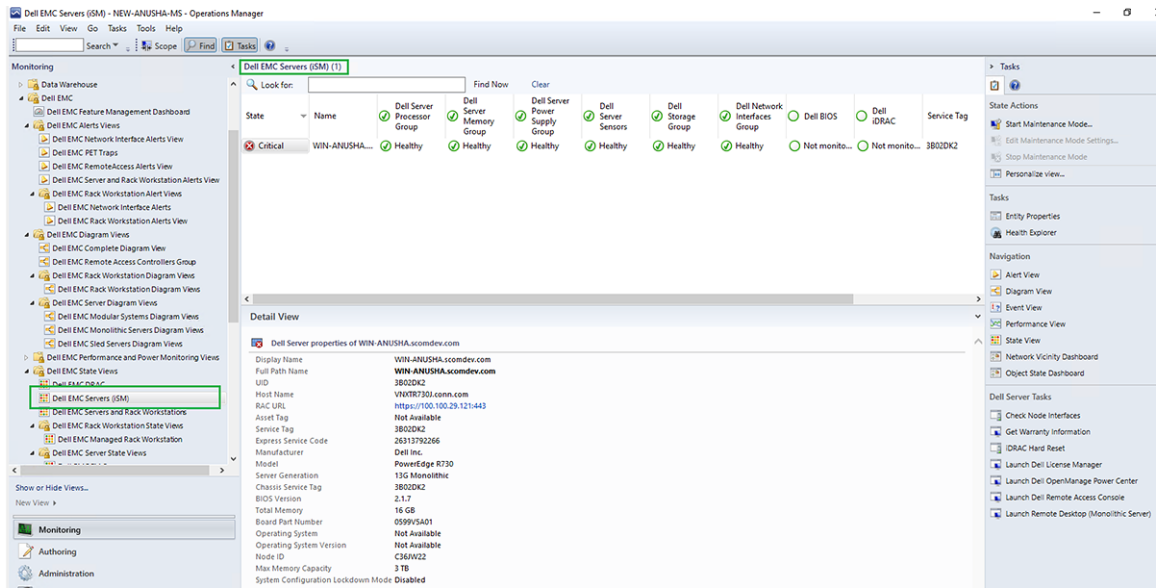 Dell EMC Servers (iSM) - NEW-ANUSHA-MS - Operations Manager
File Edit View Go Tasks Tools Help
Search Scope Find Tasks
Monitoring
Data Warehouse
Dell EMC
Dell EMC Feature Management Dashboard
Dell EMC Alerts Views
Dell EMC Network Interface Alerts View
Dell EMC PET Traps
Dell EMC RemoteAccess Alerts View
Dell EMC Server and Rack Workstation Alerts View
Dell EMC Rack Workstation Alert Views
Dell EMC Network Interface Alerts
Dell EMC Rack Workstation Alerts View
Dell EMC Diagram Views
Dell EMC Complete Diagram View
Dell EMC Remote Access Controllers Group
Dell EMC Rack Workstation Diagram Views
Dell EMC Rack Workstation Diagram Views
Dell EMC Server Diagram Views
Dell EMC Modular Systems Diagram Views
Dell EMC Monolithic Servers Diagram Views
Dell EMC Sled Servers Diagram Views
Dell EMC Performance and Power Monitoring Views
Dell EMC State Views
Dell EMC DRAC
Dell EMC Servers (iSM)
Dell EMC Servers and Rack Workstations
Dell EMC Rack Workstation State Views
Dell EMC Managed Rack Workstation
Dell EMC Server State Views
Show or Hide Views...
New View
Monitoring
Authoring
Administration
Dell EMC Servers (iSM) (1)
Look for: Find Now Clear
State Name Dell Server Processor Group Dell Server Memory Group Dell Server Power Supply Group Dell Server Sensors Dell Storage Group Dell Network Interfaces Group Dell BIOS Dell iDRAC Service Tag
Critical WIN-ANUSHA.... Healthy Healthy Healthy Healthy Healthy Healthy Not monito... Not monito... 3B02DK2
Detail View
Dell Server properties of WIN-ANUSHA.scomdev.com
Display Name WIN-ANUSHA.scomdev.com
Full Path Name WIN-ANUSHA.scomdev.com
UID 3B02DK2
Host Name VNXTR730J.conn.com
RAC URL https://100.100.29.121:443
Asset Tag Not Available
Service Tag 3B02DK2
Express Service Code 26313792266
Manufacturer Dell Inc.
Model PowerEdge R730
Server Generation 13G Monolithic
Chassis Service Tag 3B02DK2
BIOS Version 2.1.7
Total Memory 16 GB
Board Part Number 0599V5A01
Operating System Not Available
Operating System Version Not Available
Node ID C36JW22
Max Memory Capacity 3 TB
System Configuration Lockdown Mode Disabled
Tasks
State Actions
Start Maintenance Mode...
Edit Maintenance Mode Settings...
Stop Maintenance Mode
Personalize view...
Tasks
Entity Properties
Health Explorer
Navigation
Alert View
Diagram View
Event View
Performance View
State View
Network Vicinity Dashboard
Object State Dashboard
Dell Server Tasks
Check Node Interfaces
Get Warranty Information
iDRAC Hard Reset
Launch Dell License Manager
Launch Dell OpenManage Power Center
Launch Dell Remote Access Console
Launch Remote Desktop (Monolithic Server)